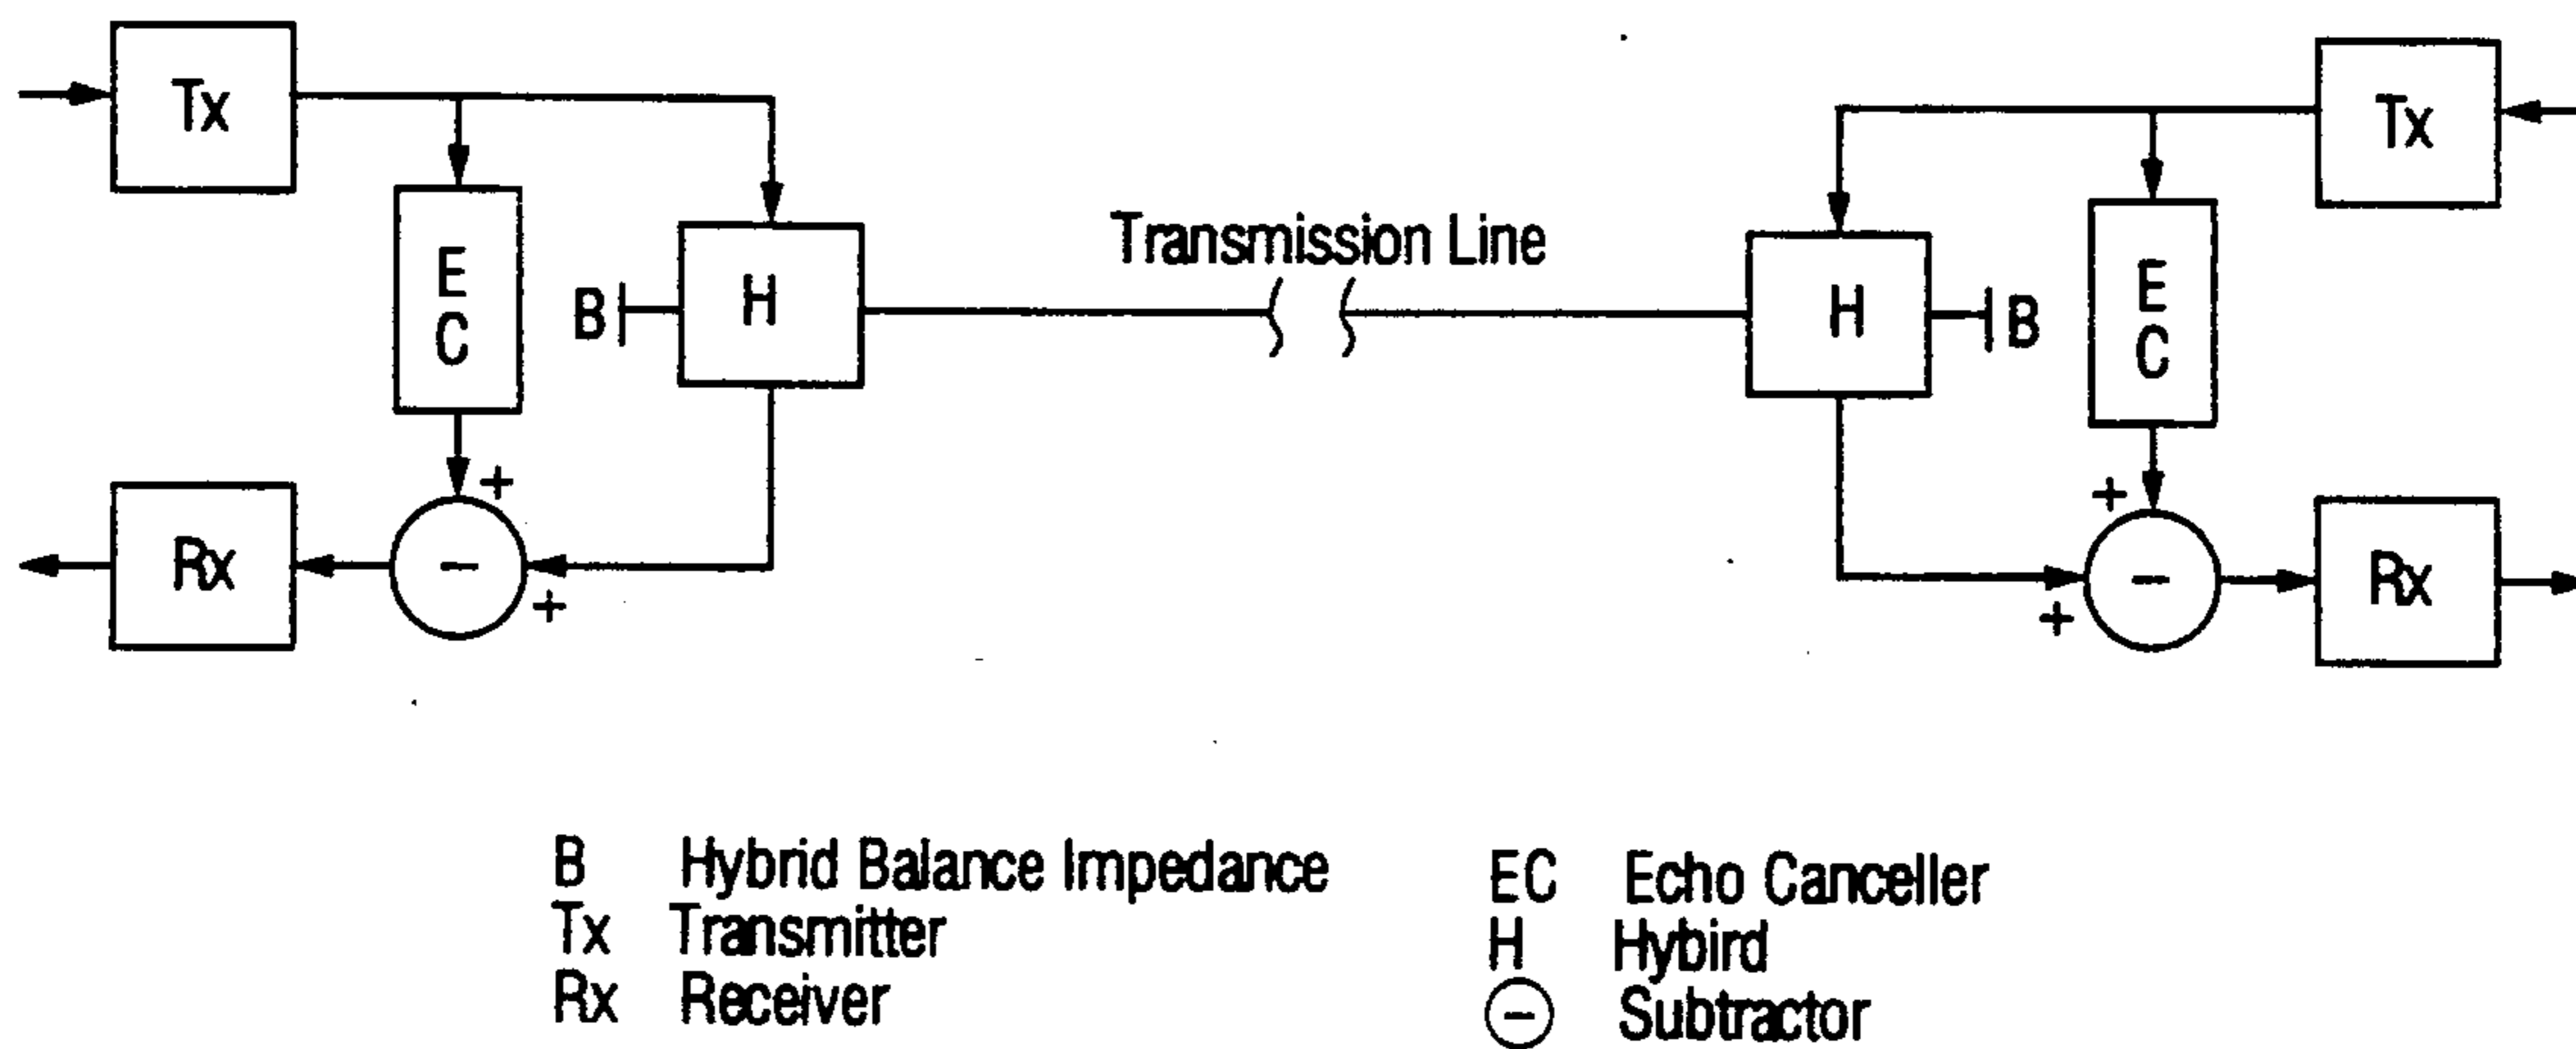 Tx
Tx
E
C
E
C
Transmission Line
B
H
H
B
+
+
Rx
−
+
+
−
Rx
B Hybrid Balance Impedance
Tx Transmitter
Rx Receiver
EC Echo Canceller
H Hybird
− Subtractor